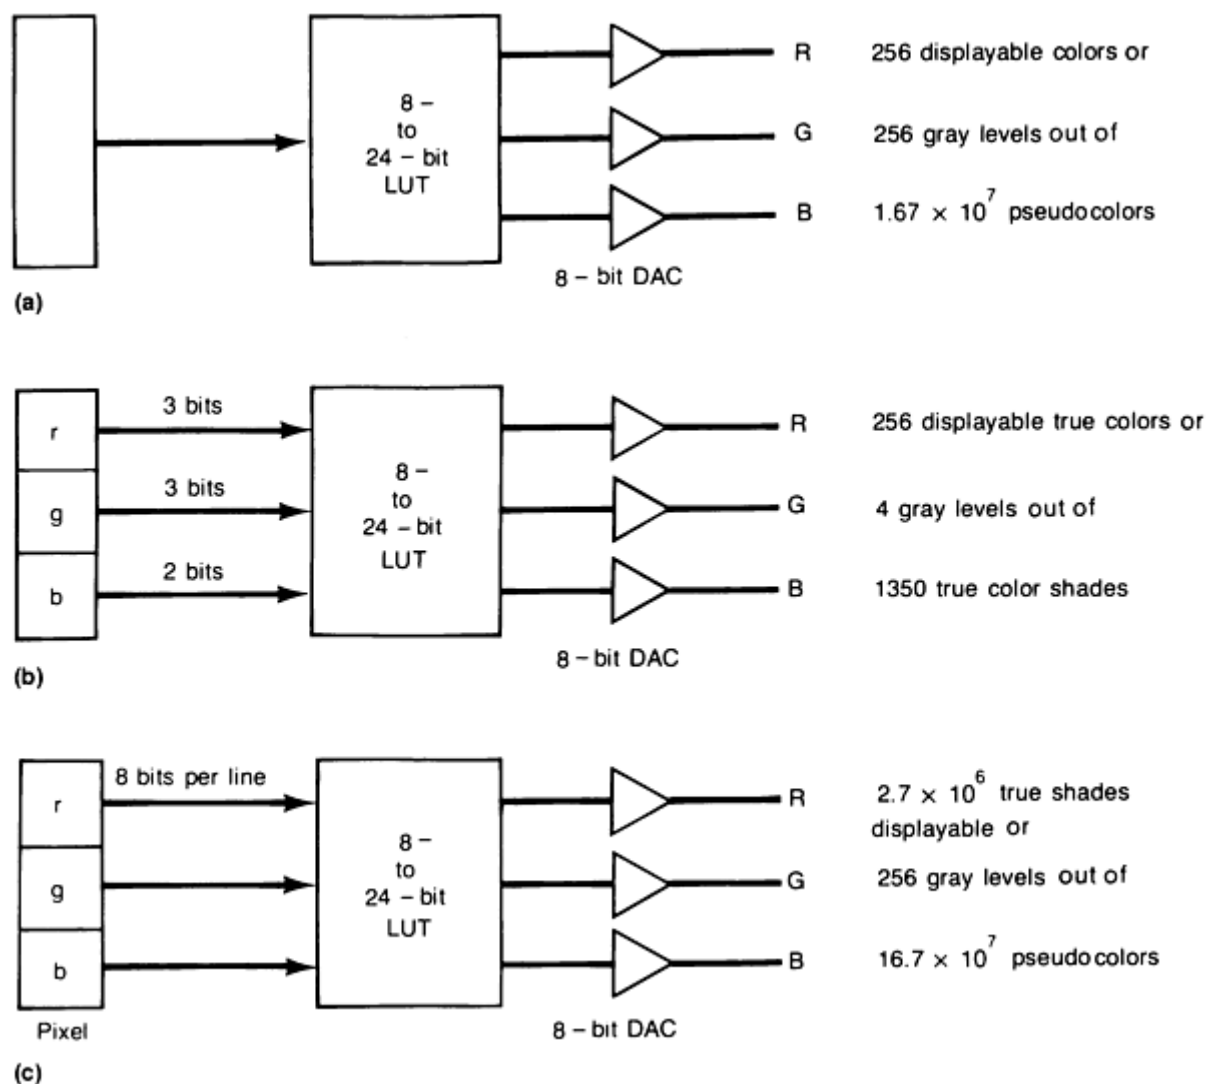 8 –
to
24 – bit
LUT
R
256 displayable colors or
G
256 gray levels out of
B
1.67 × 10⁷ pseudocolors
8 – bit DAC
(a)
r
3 bits
g
3 bits
b
2 bits
8 –
to
24 – bit
LUT
R
256 displayable true colors or
G
4 gray levels out of
B
1350 true color shades
8 – bit DAC
(b)
r
8 bits per line
g
b
Pixel
8 –
to
24 – bit
LUT
R
2.7 × 10⁶ true shades
displayable or
G
256 gray levels out of
B
16.7 × 10⁷ pseudocolors
8 – bit DAC
(c)